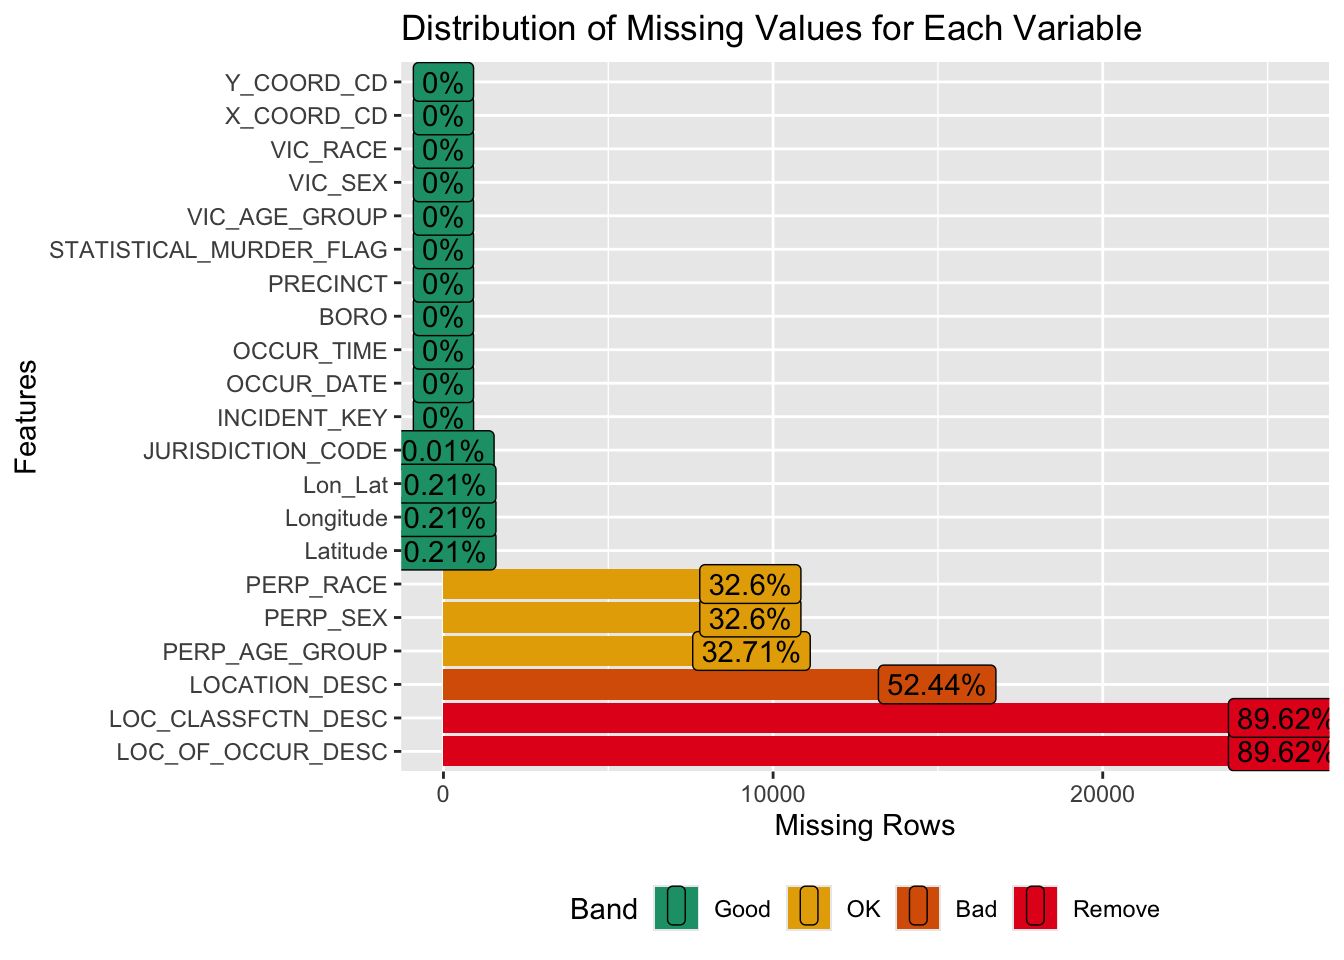 Distribution of Missing Values for Each Variable
Features
Y_COORD_CD 0%
X_COORD_CD 0%
VIC_RACE 0%
VIC_SEX 0%
VIC_AGE_GROUP 0%
STATISTICAL_MURDER_FLAG 0%
PRECINCT 0%
BORO 0%
OCCUR_TIME 0%
OCCUR_DATE 0%
INCIDENT_KEY 0%
JURISDICTION_CODE 0.01%
Lon_Lat 0.21%
Longitude 0.21%
Latitude 0.21%
PERP_RACE 32.6%
PERP_SEX 32.6%
PERP_AGE_GROUP 32.71%
LOCATION_DESC 52.44%
LOC_CLASSFCTN_DESC 89.62%
LOC_OF_OCCUR_DESC 89.62%
0 10000 20000
Missing Rows
Band Good OK Bad Remove